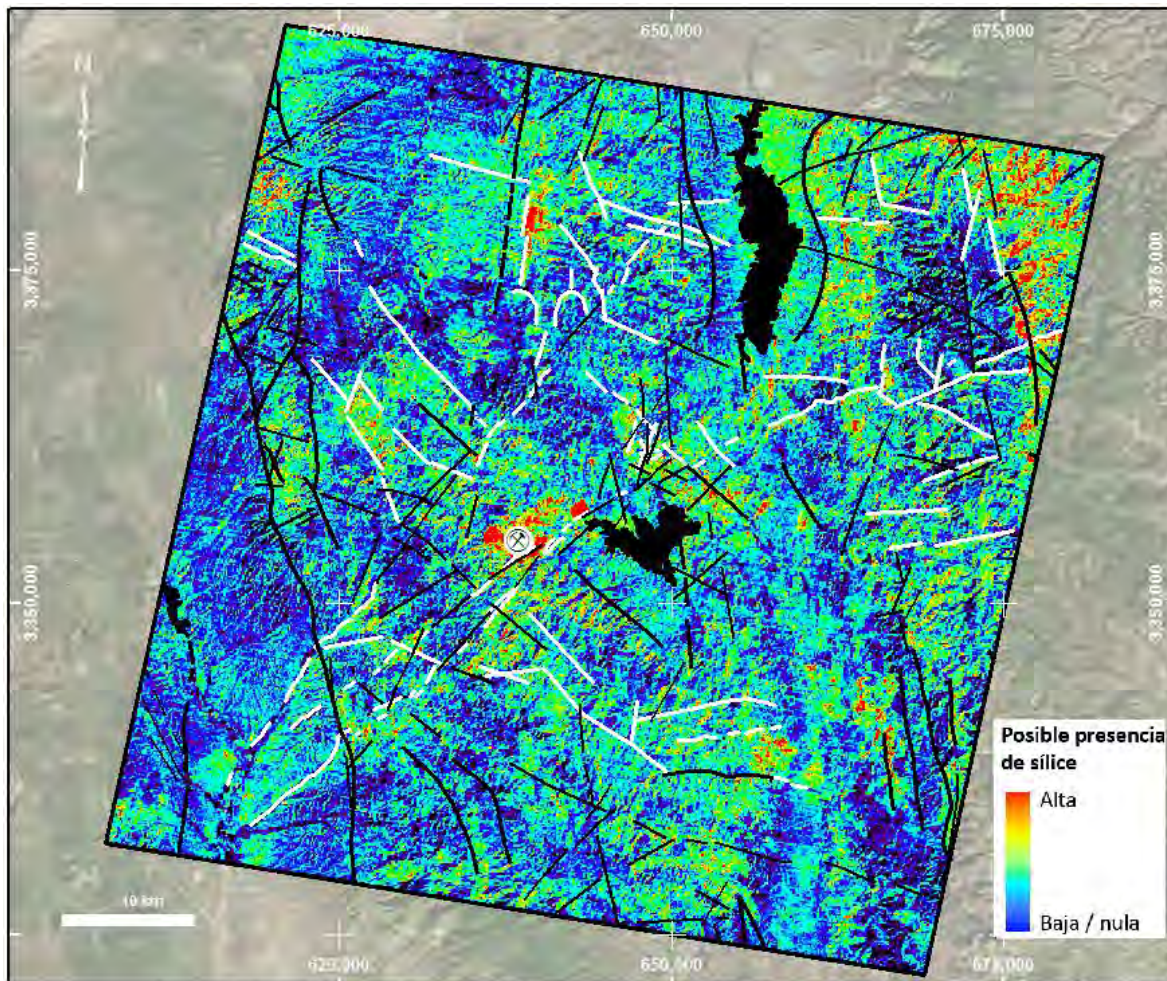 625,000
650,000
675,000
N
3,375,000
3,375,000
3,350,000
3,350,000
Posible presencia
de sílice
Alta
Baja / nula
10 km
625,000
650,000
675,000